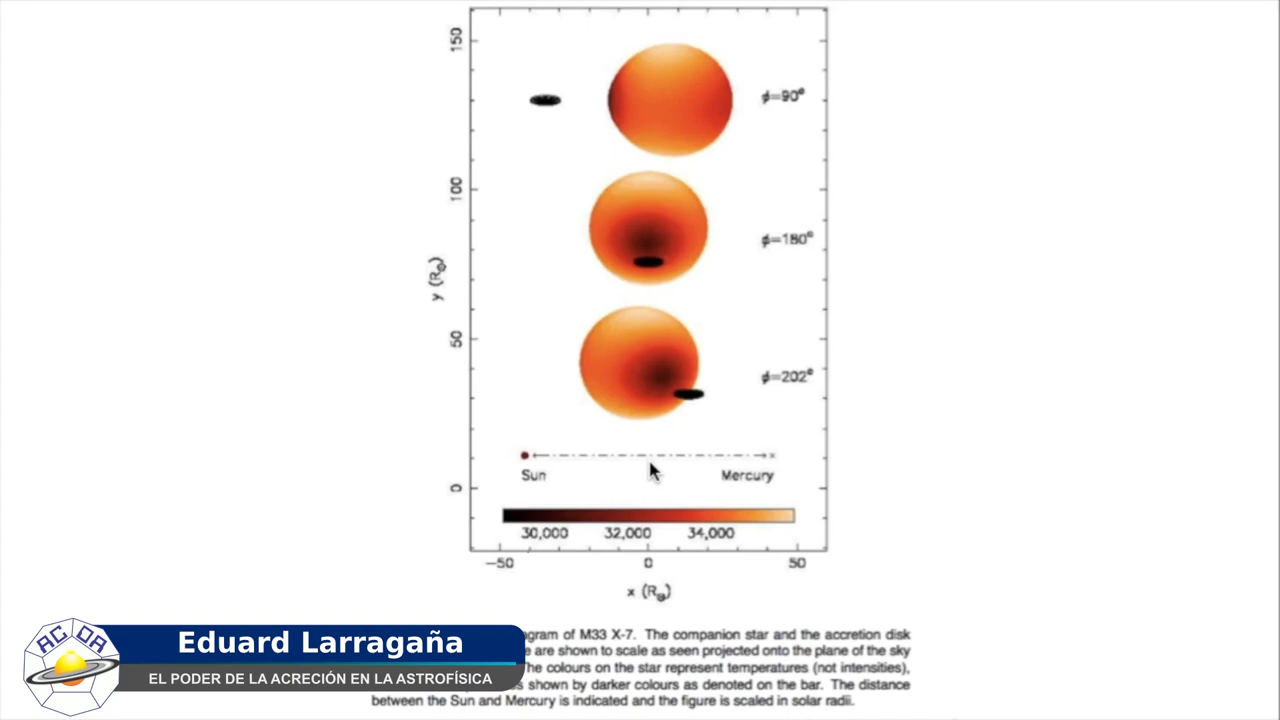 150
100
50
0
y (R⊙)
ϕ=90°
ϕ=180°
ϕ=202°
Sun
Mercury
30,000 32,000 34,000
−50 0 50
x (R⊙)
of M33 X-7. The companion star and the accretion disk
are shown to scale as seen projected onto the plane of the sky
The colours on the star represent temperatures (not intensities),
shown by darker colours as denoted on the bar. The distance
between the Sun and Mercury is indicated and the figure is scaled in solar radii.
ACDA
Eduard Larragaña
EL PODER DE LA ACRECIÓN EN LA ASTROFÍSICA